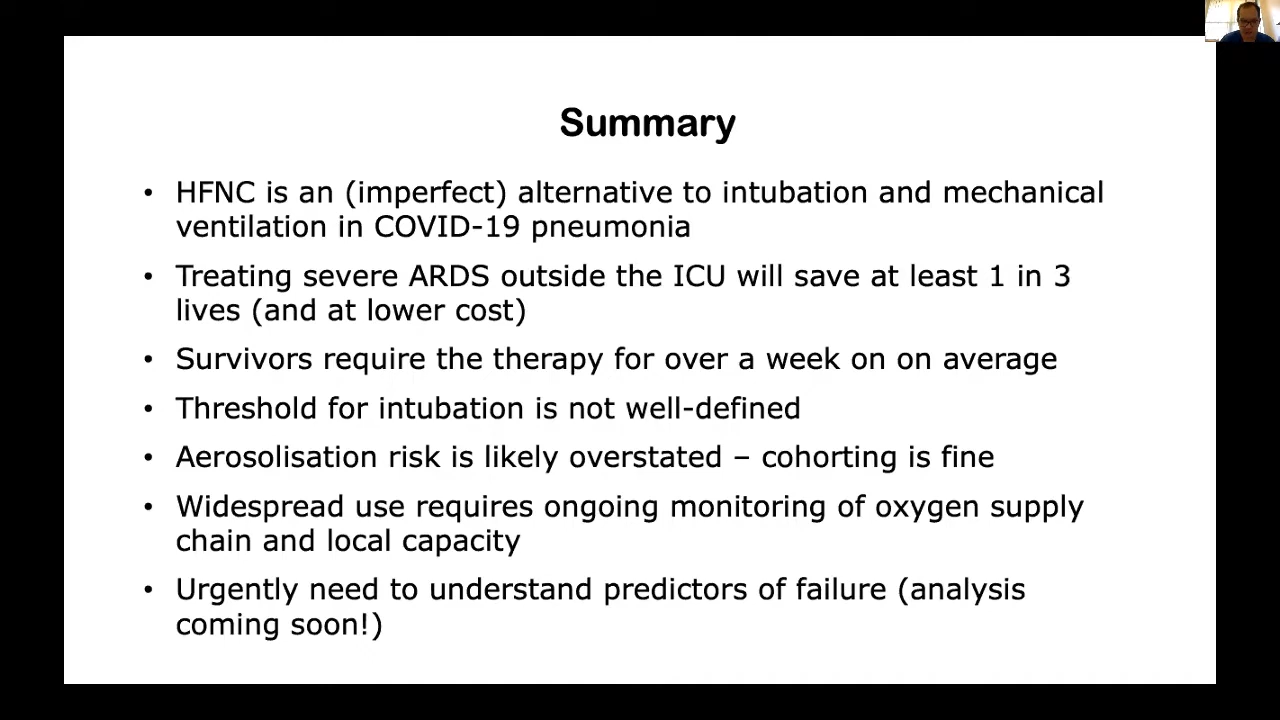 Summary
• HFNC is an (imperfect) alternative to intubation and mechanical
ventilation in COVID-19 pneumonia
• Treating severe ARDS outside the ICU will save at least 1 in 3
lives (and at lower cost)
• Survivors require the therapy for over a week on on average
• Threshold for intubation is not well-defined
• Aerosolisation risk is likely overstated – cohorting is fine
• Widespread use requires ongoing monitoring of oxygen supply
chain and local capacity
• Urgently need to understand predictors of failure (analysis
coming soon!)